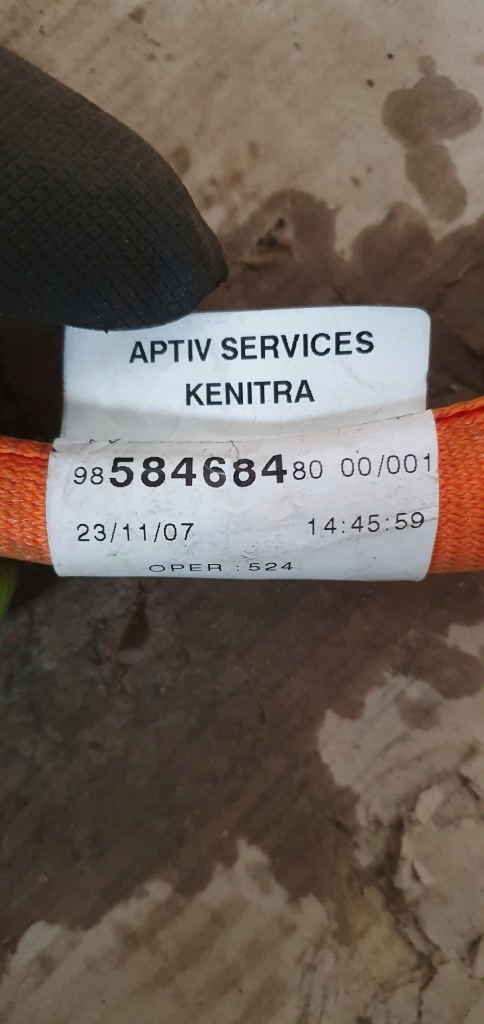 APTIV SERVICES
KENITRA
9858468480 00/001
23/11/07 14:45:59
OPER : 524